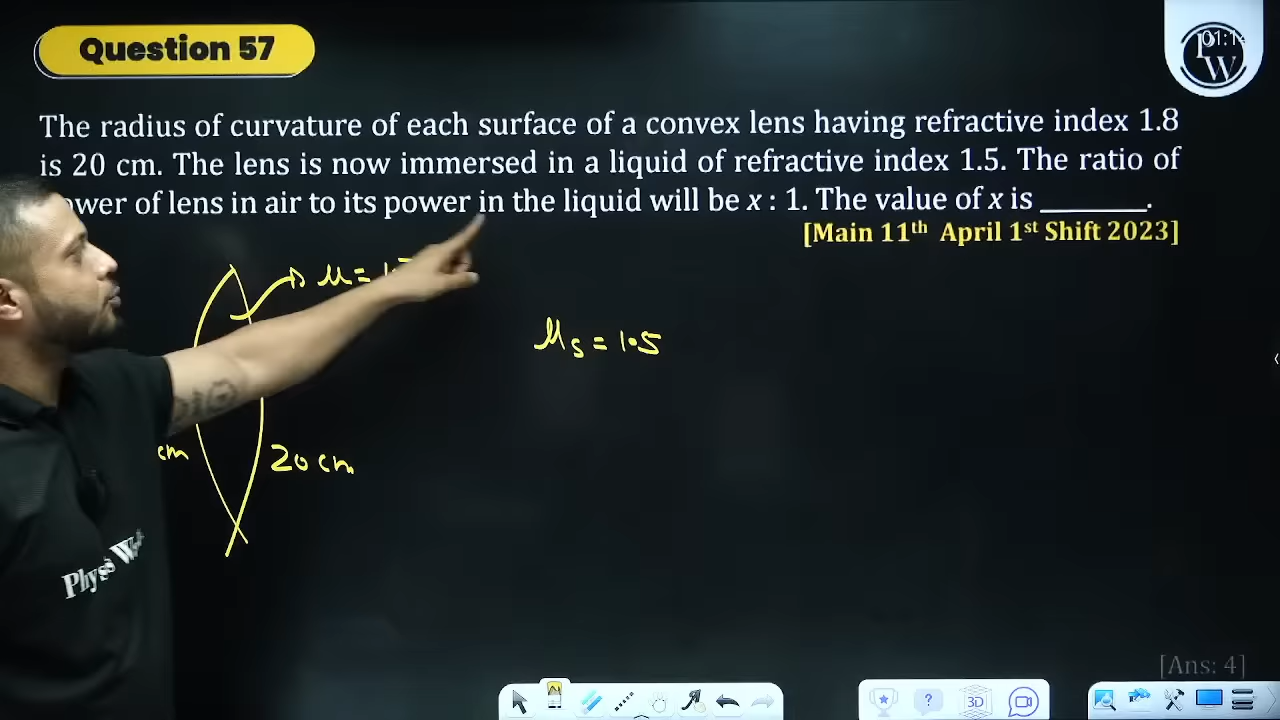 Question 57
The radius of curvature of each surface of a convex lens having refractive index 1.8
is 20 cm. The lens is now immersed in a liquid of refractive index 1.5. The ratio of
of lens in air to its power in the liquid will be x : 1. The value of x is ________.
[Main 11th April 1st Shift 2023]
μ =
μs = 1.5
cm
20 cm
[Ans: 4]
PW
3D